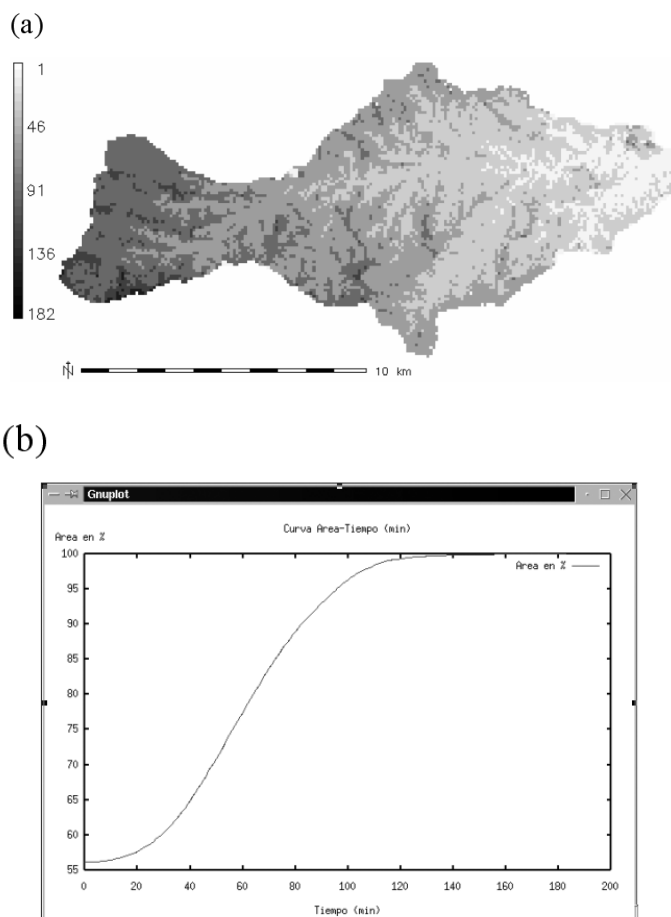 (a)
1
46
91
136
182
N
10 km
(b)
Gnuplot
Curva Area-Tiempo (min)
Area en %
100
95
90
85
80
75
70
65
60
55
Area en %
0 20 40 60 80 100 120 140 160 180 200
Tiempo (min)